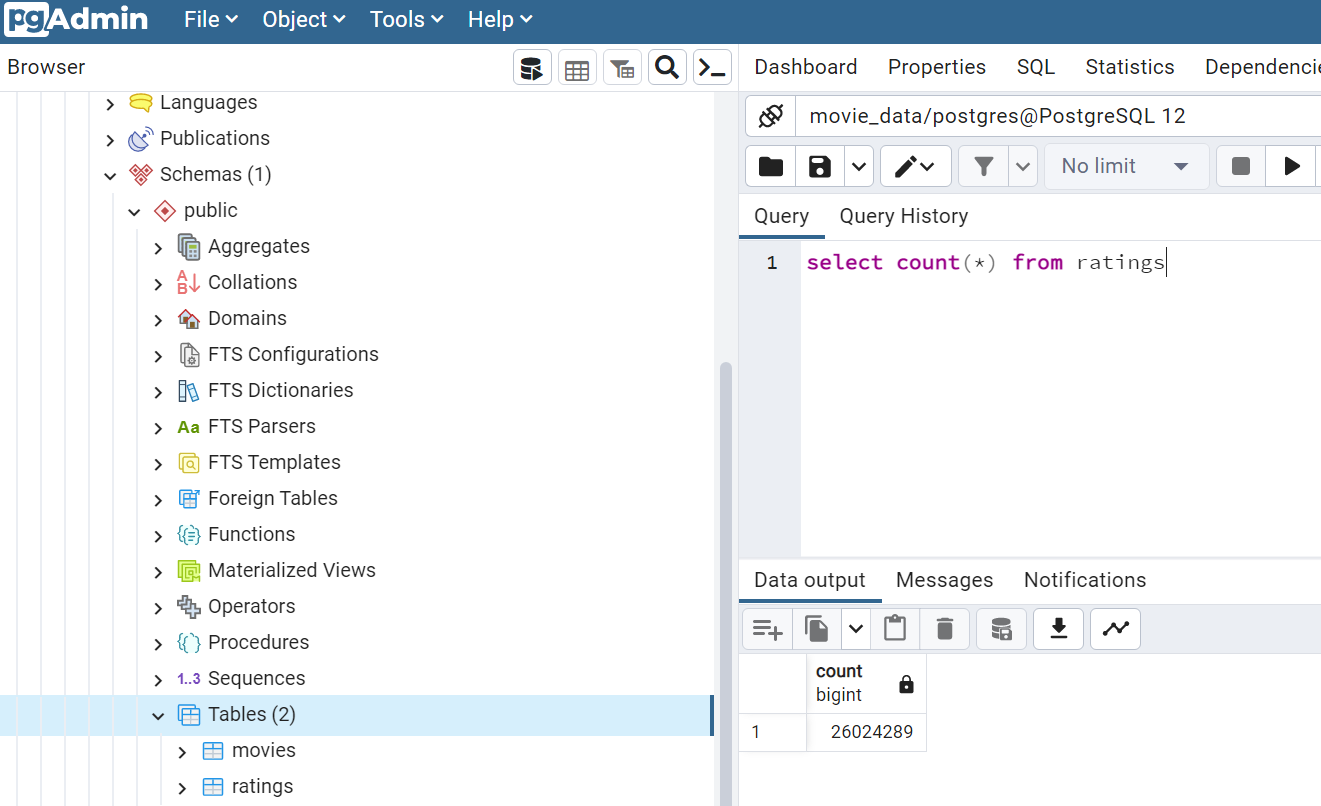 pgAdmin File Object Tools Help
Browser
Dashboard Properties SQL Statistics Dependencie
Languages
Publications
Schemas (1)
public
Aggregates
Collations
Domains
FTS Configurations
FTS Dictionaries
Aa FTS Parsers
FTS Templates
Foreign Tables
Functions
Materialized Views
Operators
Procedures
1..3 Sequences
Tables (2)
movies
ratings
movie_data/postgres@PostgreSQL 12
No limit
Query Query History
1 select count(*) from ratings
Data output Messages Notifications
count
bigint
1 26024289